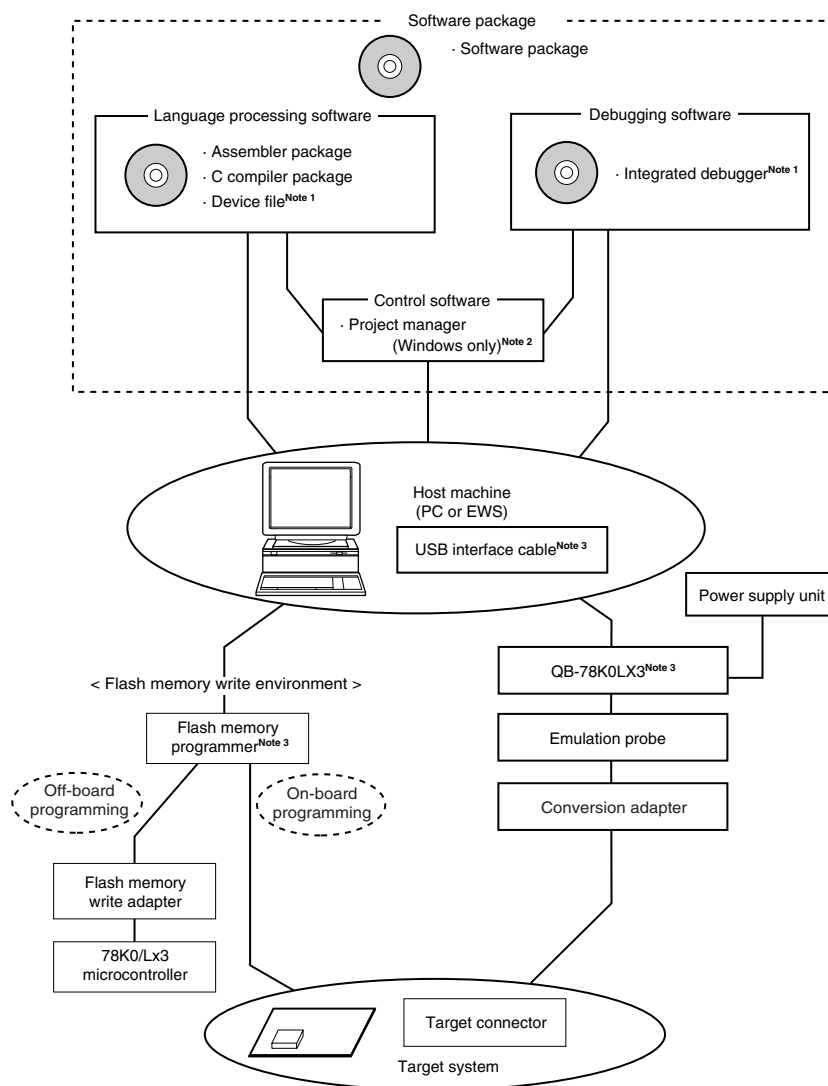 Software package
· Software package
Language processing software
· Assembler package
· C compiler package
· Device fileNote 1
Debugging software
· Integrated debuggerNote 1
Control software
· Project manager
(Windows only)Note 2
Host machine
(PC or EWS)
USB interface cableNote 3
Power supply unit
< Flash memory write environment >
QB-78K0LX3Note 3
Flash memory
programmerNote 3
Emulation probe
Off-board
programming
On-board
programming
Conversion adapter
Flash memory
write adapter
78K0/Lx3
microcontroller
Target connector
Target system